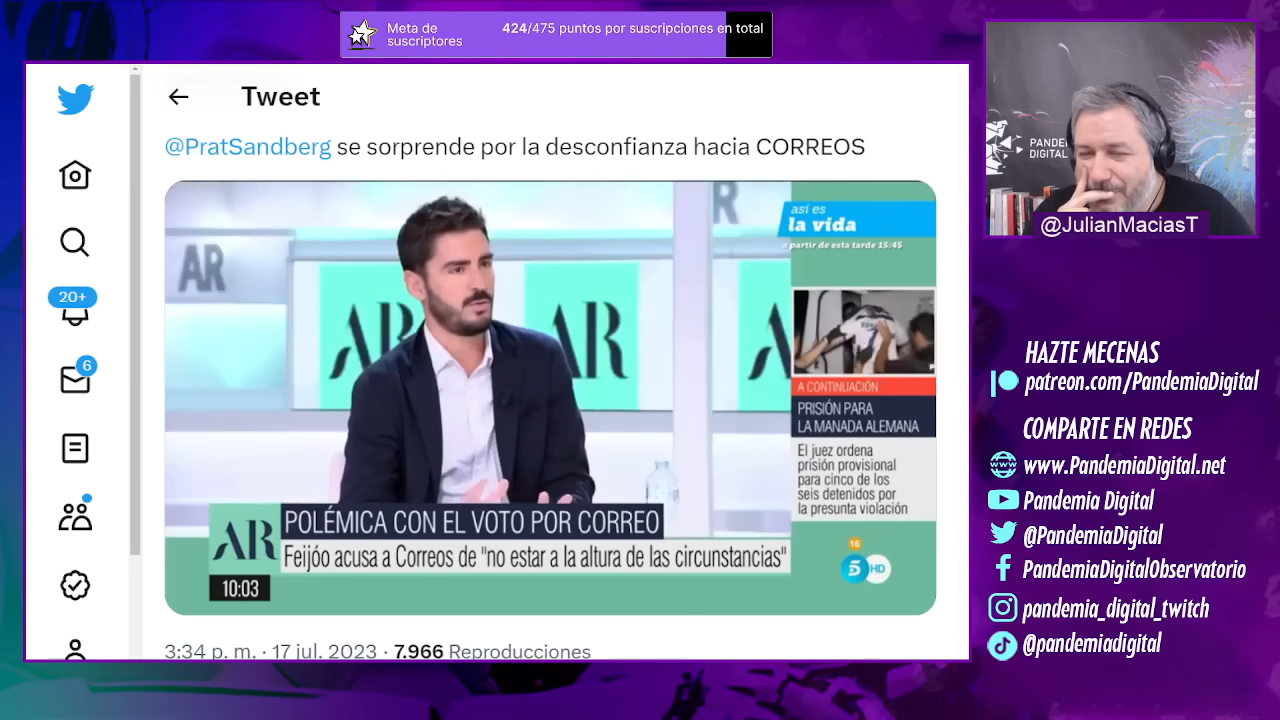 Meta de
suscriptores
424/475 puntos por suscripciones en total
Tweet
@PratSandberg se sorprende por la desconfianza hacia CORREOS
20+
6
AR
AR
AR
R
así es
la vida
a partir de esta tarde 15:45
A CONTINUACIÓN
PRISIÓN PARA
LA MANADA ALEMANA
El juez ordena
prisión provisional
para cinco de los
seis detenidos por
la presunta violación
16
5 HD
AR
POLÉMICA CON EL VOTO POR CORREO
Feijóo acusa a Correos de "no estar a la altura de las circunstancias"
10:03
3:34 p. m. · 17 jul. 2023 · 7.966 Reproducciones
PANDE
DIGITAL
@JulianMaciasT
HAZTE MECENAS
patreon.com/PandemiaDigital
COMPARTE EN REDES
www
www.PandemiaDigital.net
Pandemia Digital
@PandemiaDigital
PandemiaDigitalObservatorio
pandemia_digital_twitch
@pandemiadigital